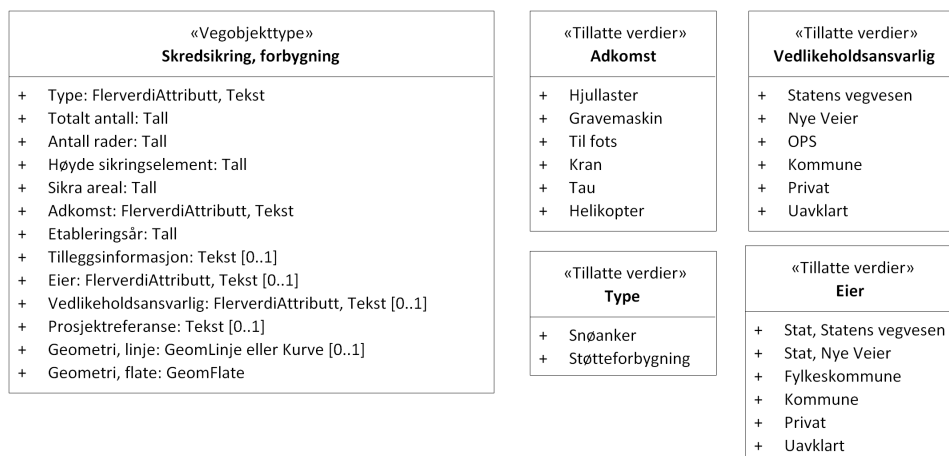 «Vegobjekttype»
Skredsikring, forbygning
+ Type: FlerverdiAttributt, Tekst
+ Totalt antall: Tall
+ Antall rader: Tall
+ Høyde sikringselement: Tall
+ Sikra areal: Tall
+ Adkomst: FlerverdiAttributt, Tekst
+ Etableringsår: Tall
+ Tilleggsinformasjon: Tekst [0..1]
+ Eier: FlerverdiAttributt, Tekst [0..1]
+ Vedlikeholdsansvarlig: FlerverdiAttributt, Tekst [0..1]
+ Prosjektreferanse: Tekst [0..1]
+ Geometri, linje: GeomLinje eller Kurve [0..1]
+ Geometri, flate: GeomFlate
«Tillatte verdier»
Adkomst
+ Hjullaster
+ Gravemaskin
+ Til fots
+ Kran
+ Tau
+ Helikopter
«Tillatte verdier»
Vedlikeholdsansvarlig
+ Statens vegvesen
+ Nye Veier
+ OPS
+ Kommune
+ Privat
+ Uavklart
«Tillatte verdier»
Type
+ Snøanker
+ Støtteforbygning
«Tillatte verdier»
Eier
+ Stat, Statens vegvesen
+ Stat, Nye Veier
+ Fylkeskommune
+ Kommune
+ Privat
+ Uavklart